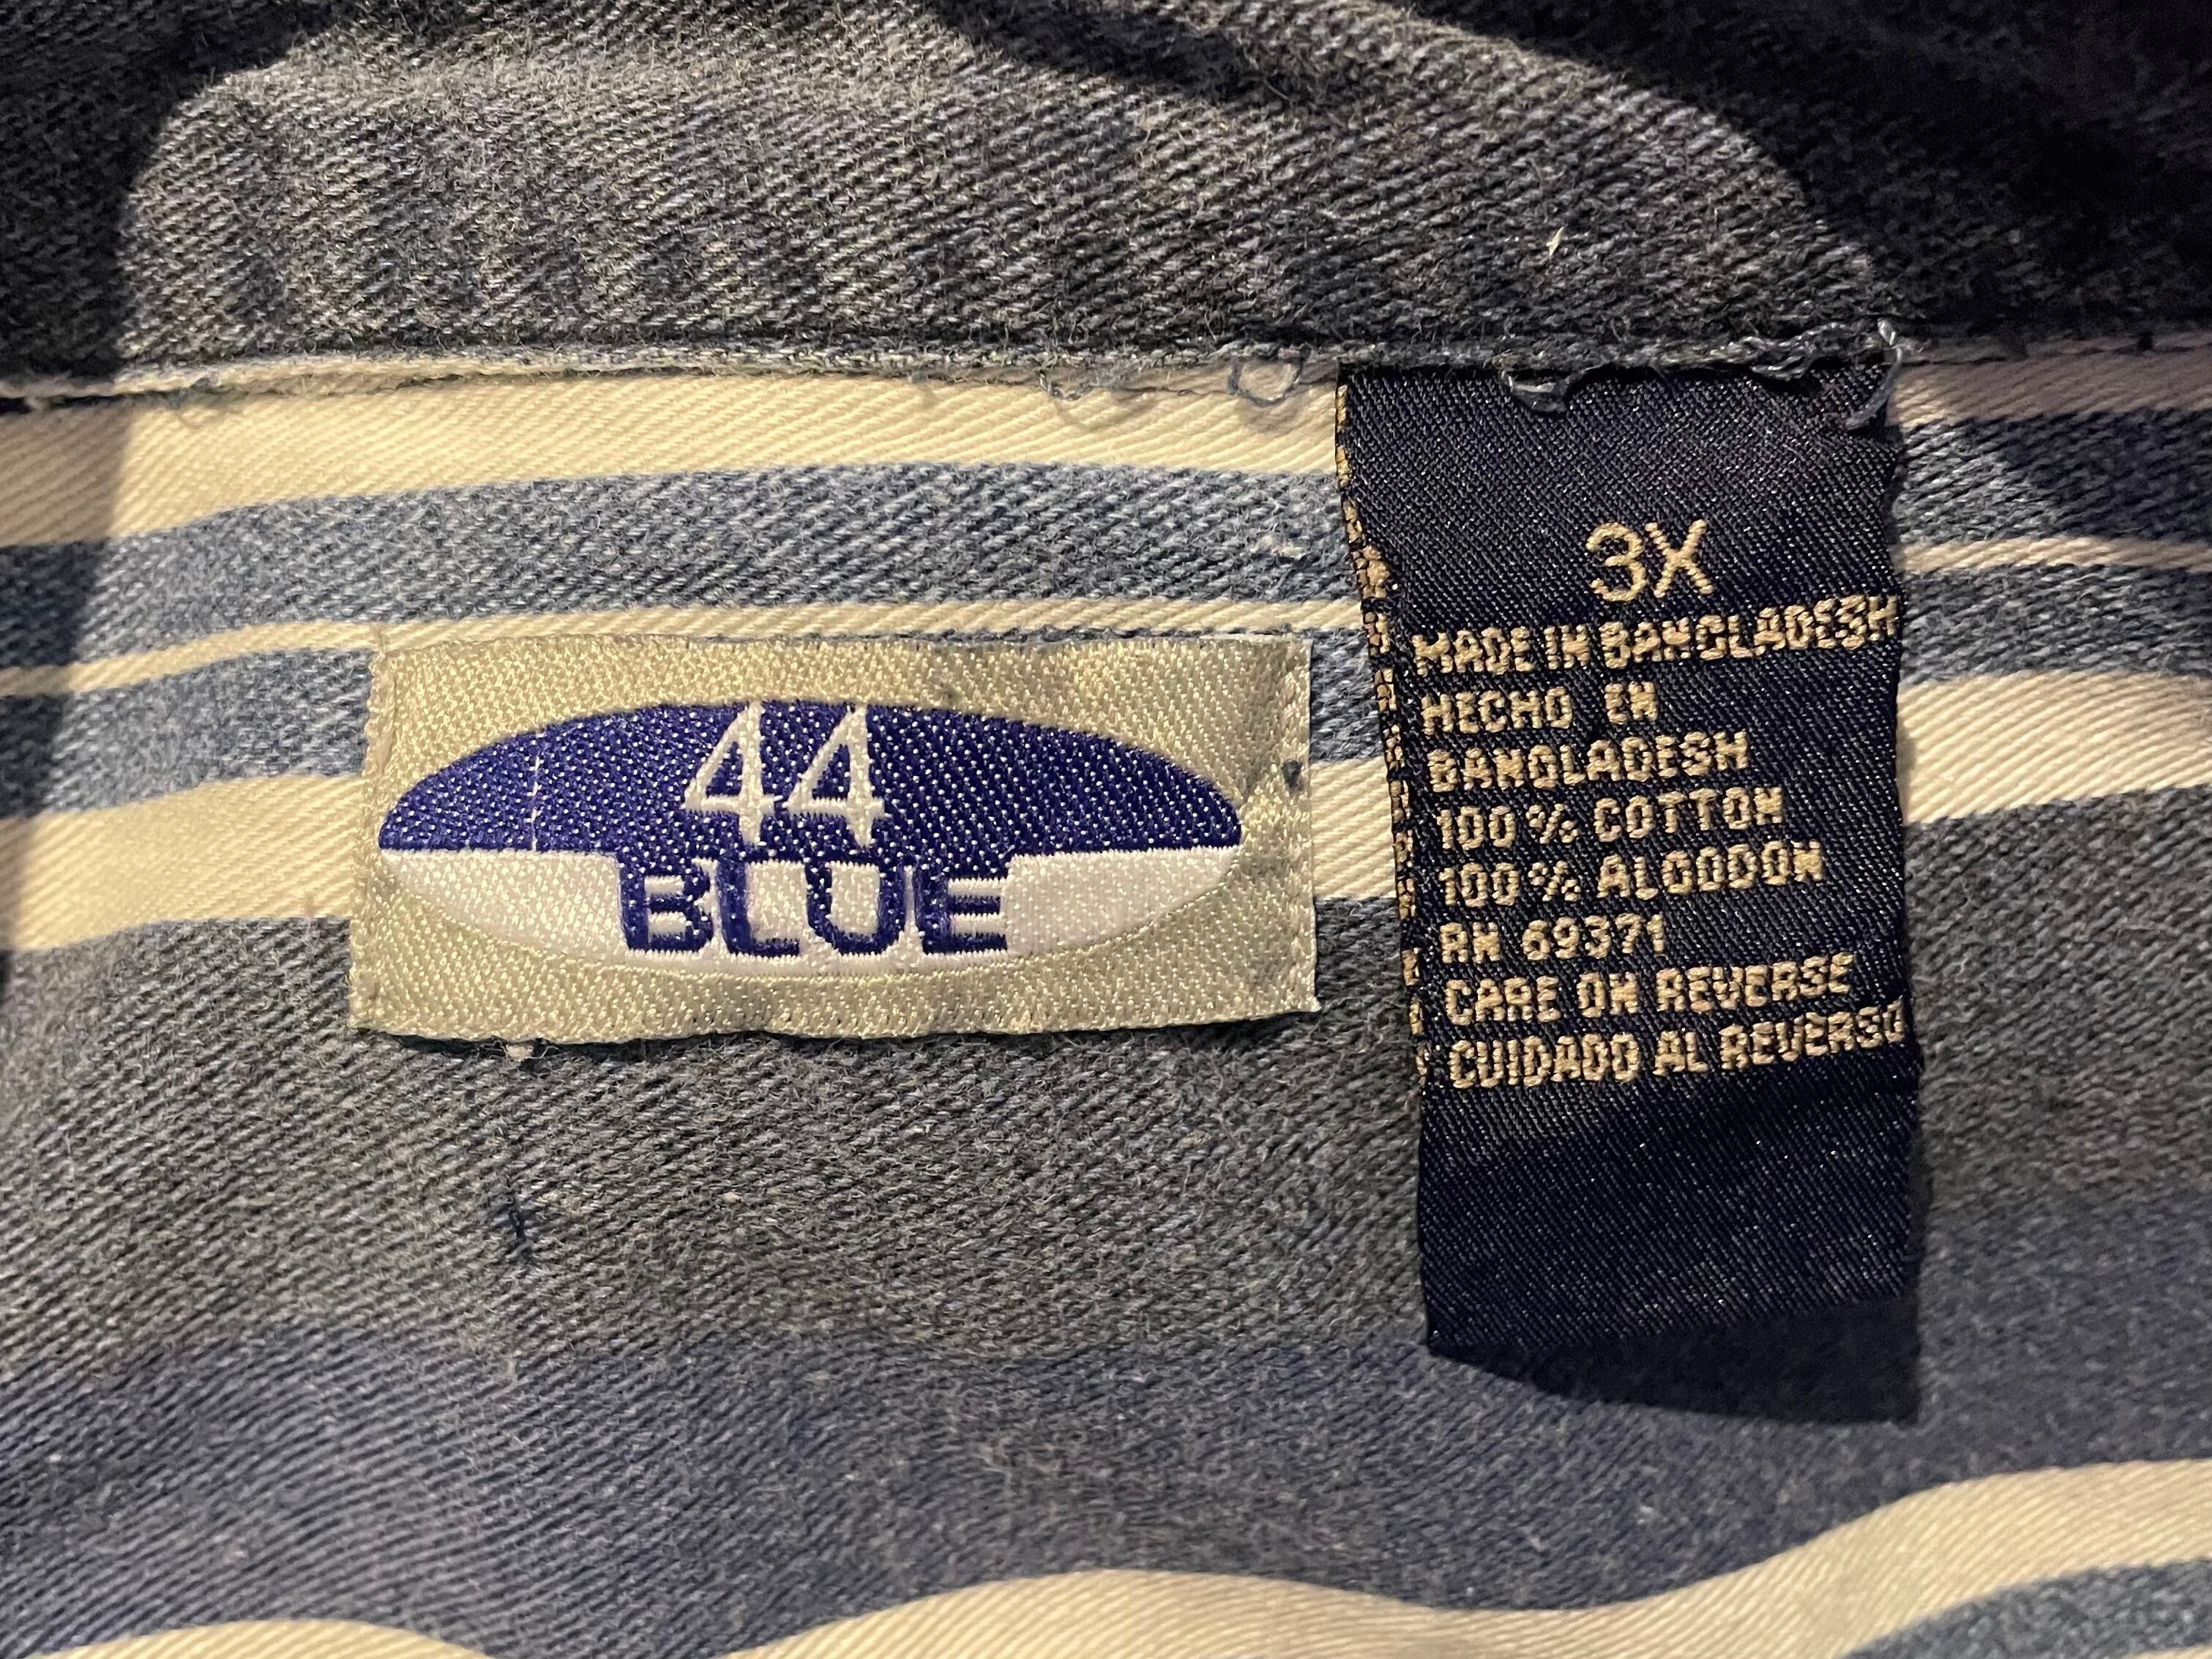 44
BLUE
3X
MADE IN BANGLADESH
HECHO EN
BANGLADESH
100% COTTON
100% ALGODON
RN 69371
CARE ON REVERSE
CUIDADO AL REVERSO